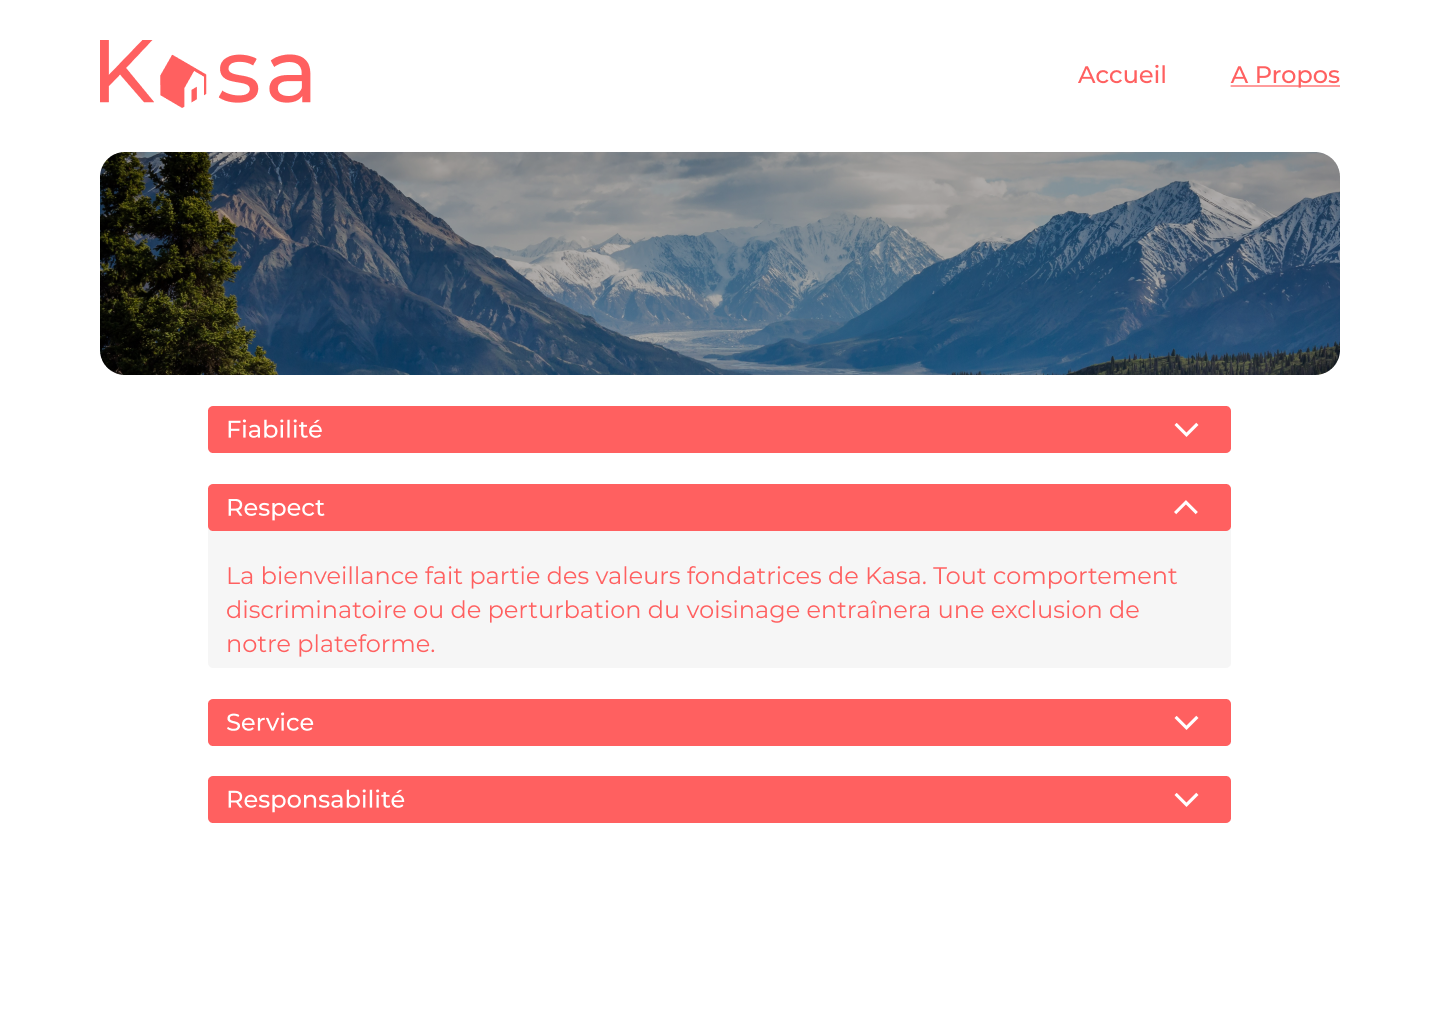 Kasa
Accueil
A Propos
Fiabilité
Respect
La bienveillance fait partie des valeurs fondatrices de Kasa. Tout comportement
discriminatoire ou de perturbation du voisinage entraînera une exclusion de
notre plateforme.
Service
Responsabilité